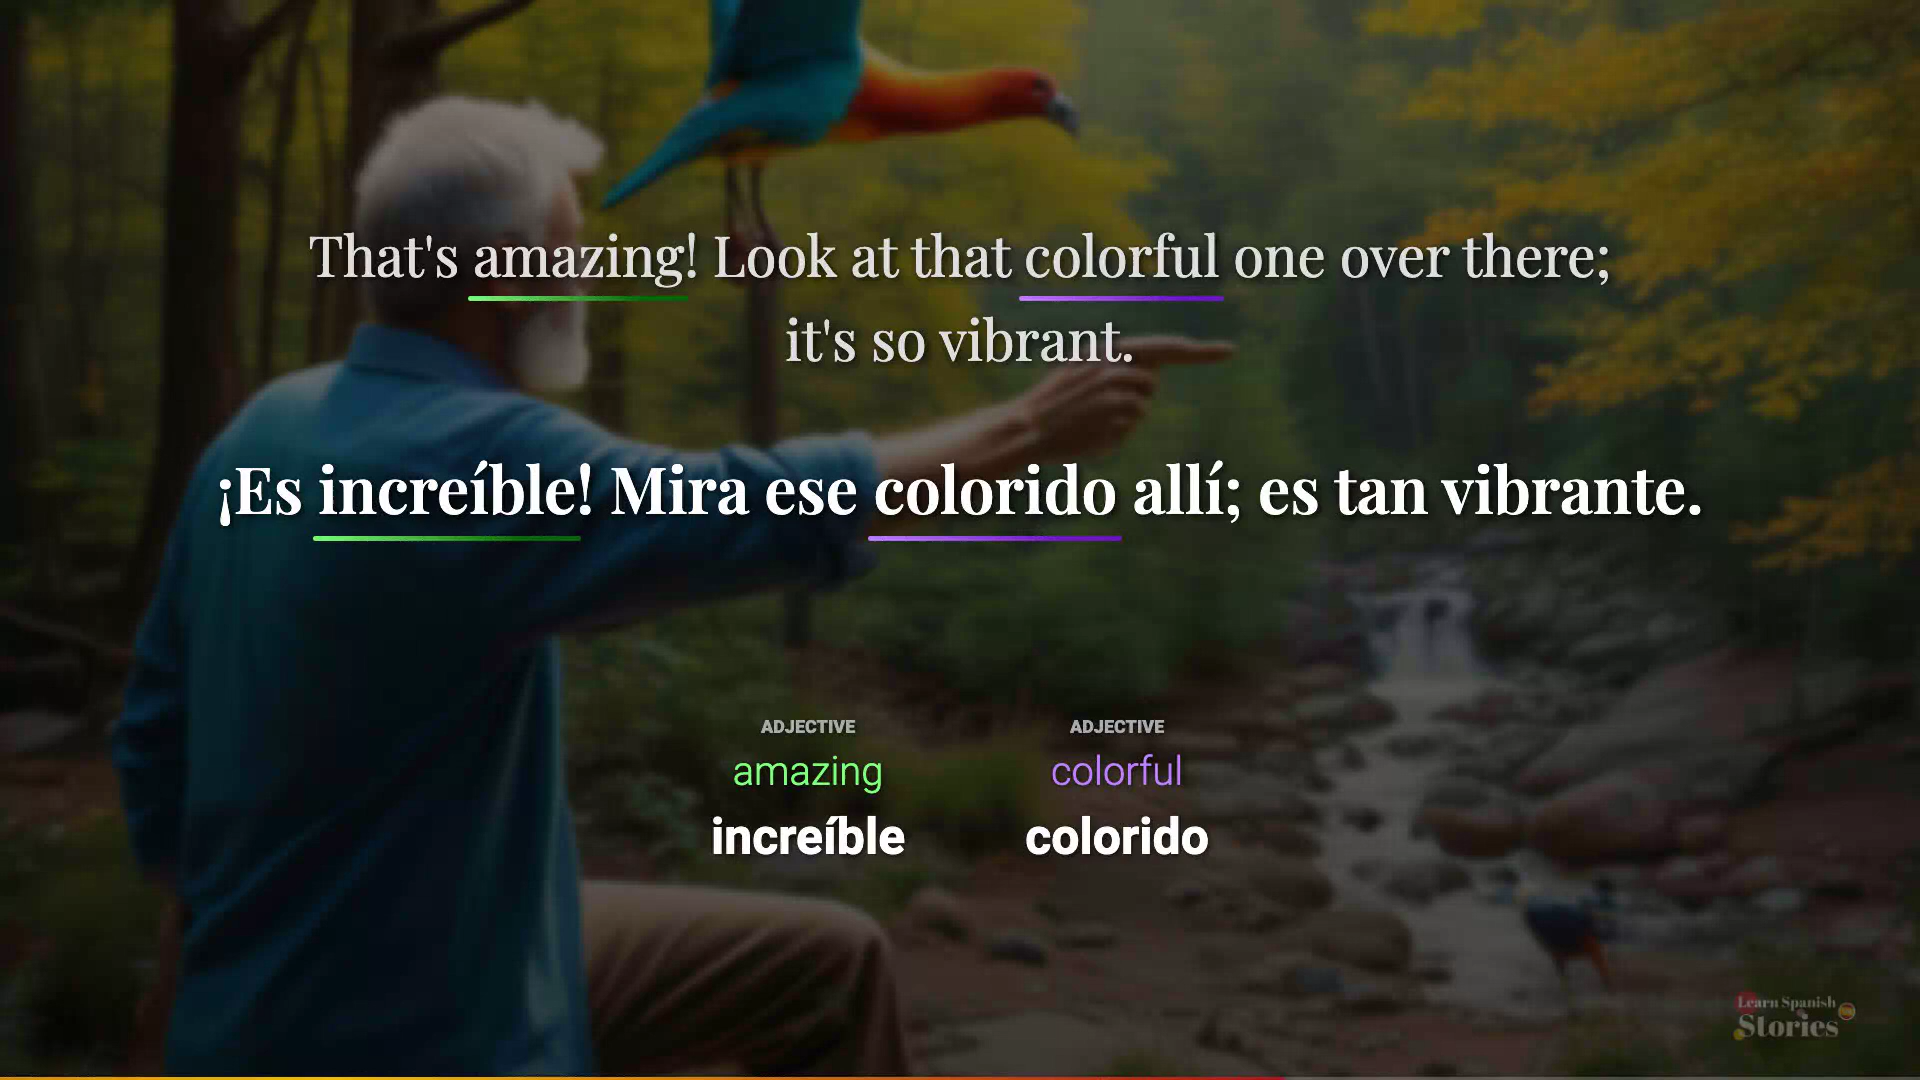 That's amazing! Look at that colorful one over there;
it's so vibrant.
¡Es increíble! Mira ese colorido allí; es tan vibrante.
ADJECTIVE
amazing
increíble
ADJECTIVE
colorful
colorido
Learn Spanish
Stories